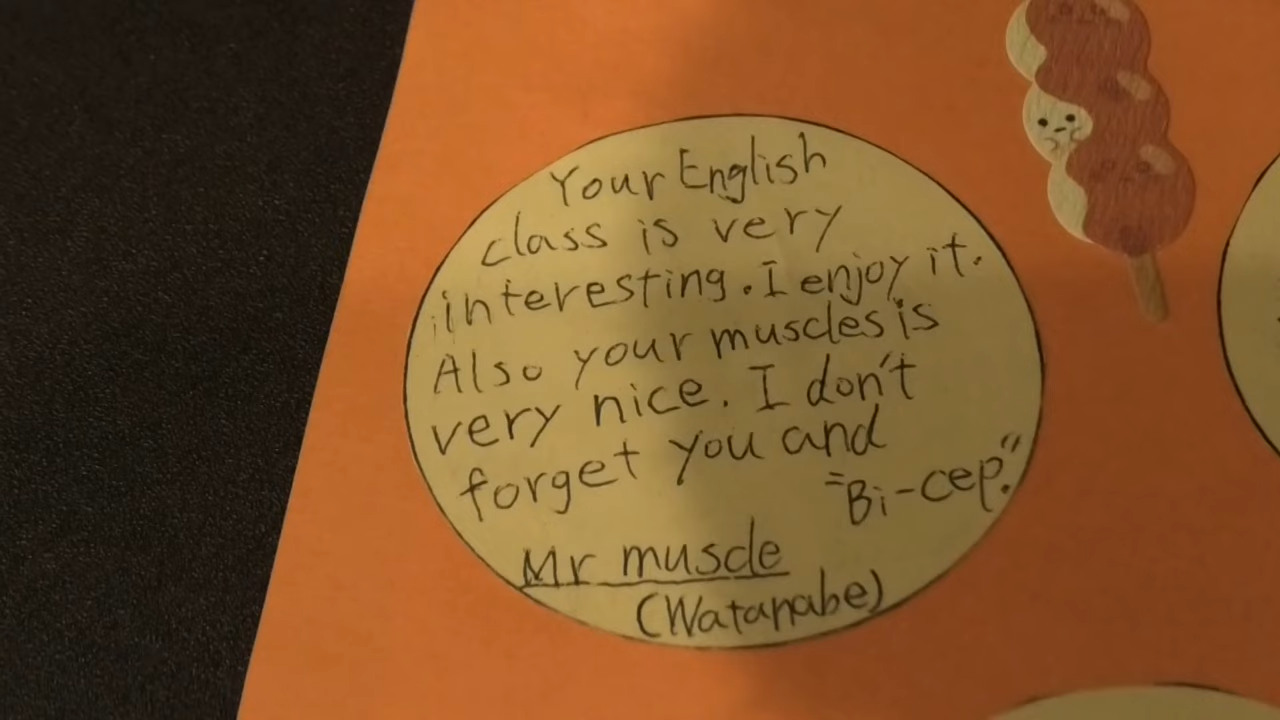 Your English
class is very
interesting. I enjoy it.
Also your muscles is
very nice. I don't
forget you and
"Bi-cep."
Mr muscle
(Watanabe)